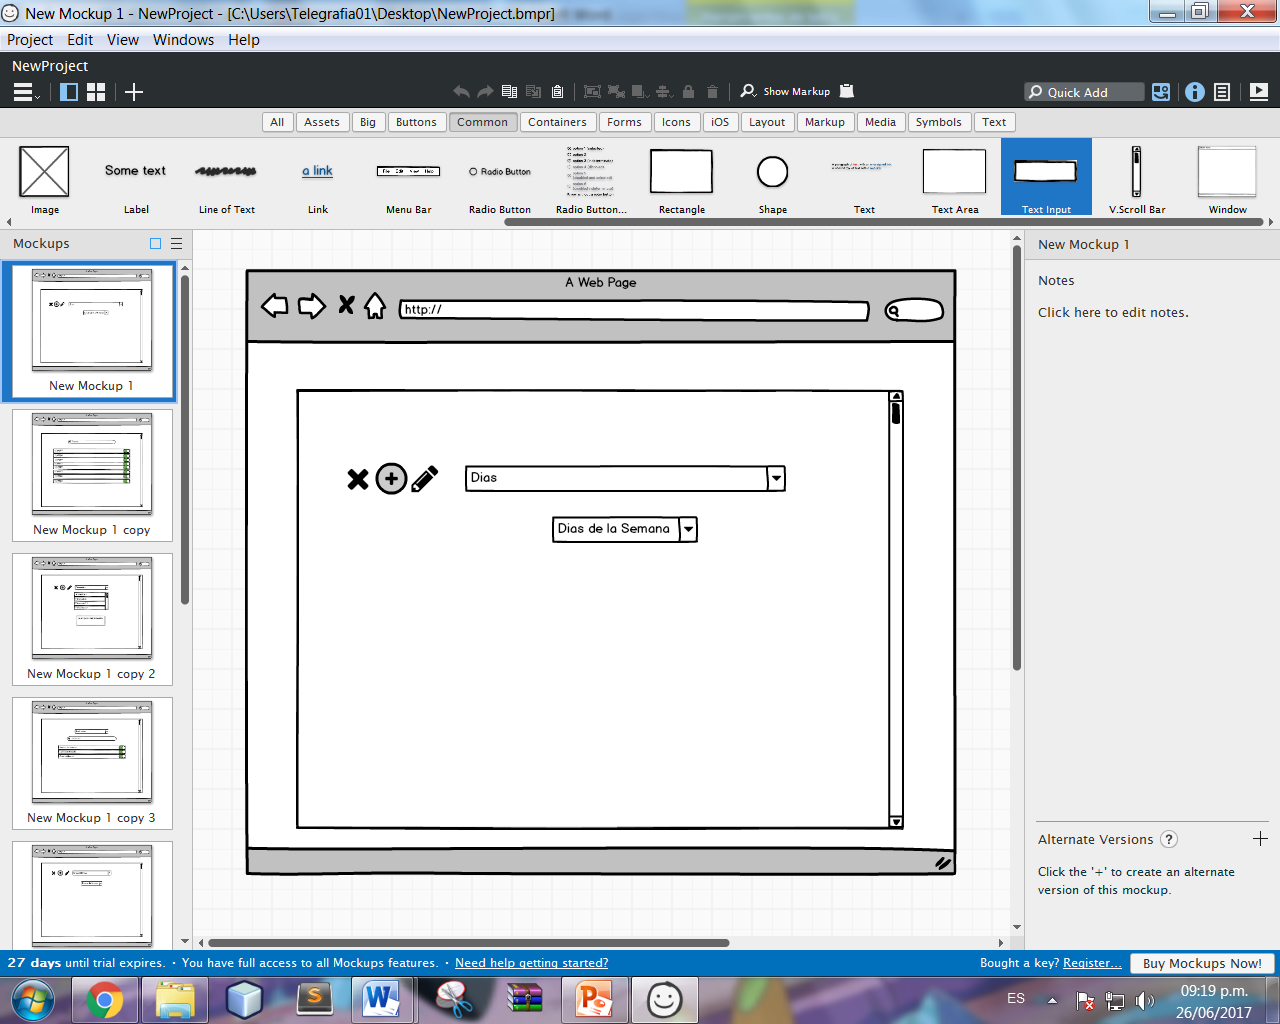 New Mockup 1 - NewProject - [C:\Users\Telegrafia01\Desktop\NewProject.bmpr]
Project Edit View Windows Help
NewProject
Show Markup
Quick Add
All Assets Big Buttons Common Containers Forms Icons iOS Layout Markup Media Symbols Text
Some text
a link
File Edit View Help
Radio Button
Image Label Line of Text Link Menu Bar Radio Button Radio Button... Rectangle Shape Text Text Area Text Input V.Scroll Bar Window
Mockups
New Mockup 1
New Mockup 1 copy
New Mockup 1 copy 2
New Mockup 1 copy 3
A Web Page
http://
Dias
Dias de la Semana
New Mockup 1
Notes
Click here to edit notes.
Alternate Versions ?
Click the '+' to create an alternate
version of this mockup.
27 days until trial expires. · You have full access to all Mockups features. · Need help getting started?
Bought a key? Register... Buy Mockups Now!
ES
09:19 p.m.
26/06/2017